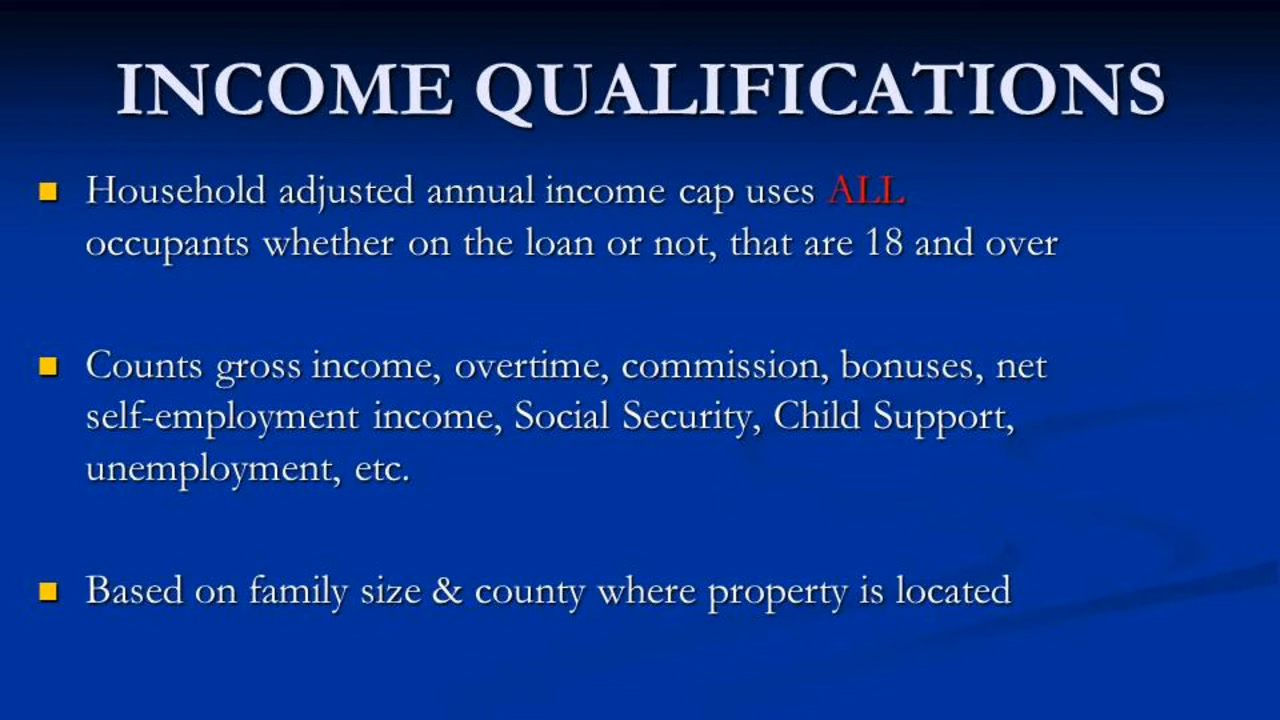 INCOME QUALIFICATIONS
Household adjusted annual income cap uses ALL
occupants whether on the loan or not, that are 18 and over
Counts gross income, overtime, commission, bonuses, net
self-employment income, Social Security, Child Support,
unemployment, etc.
Based on family size & county where property is located